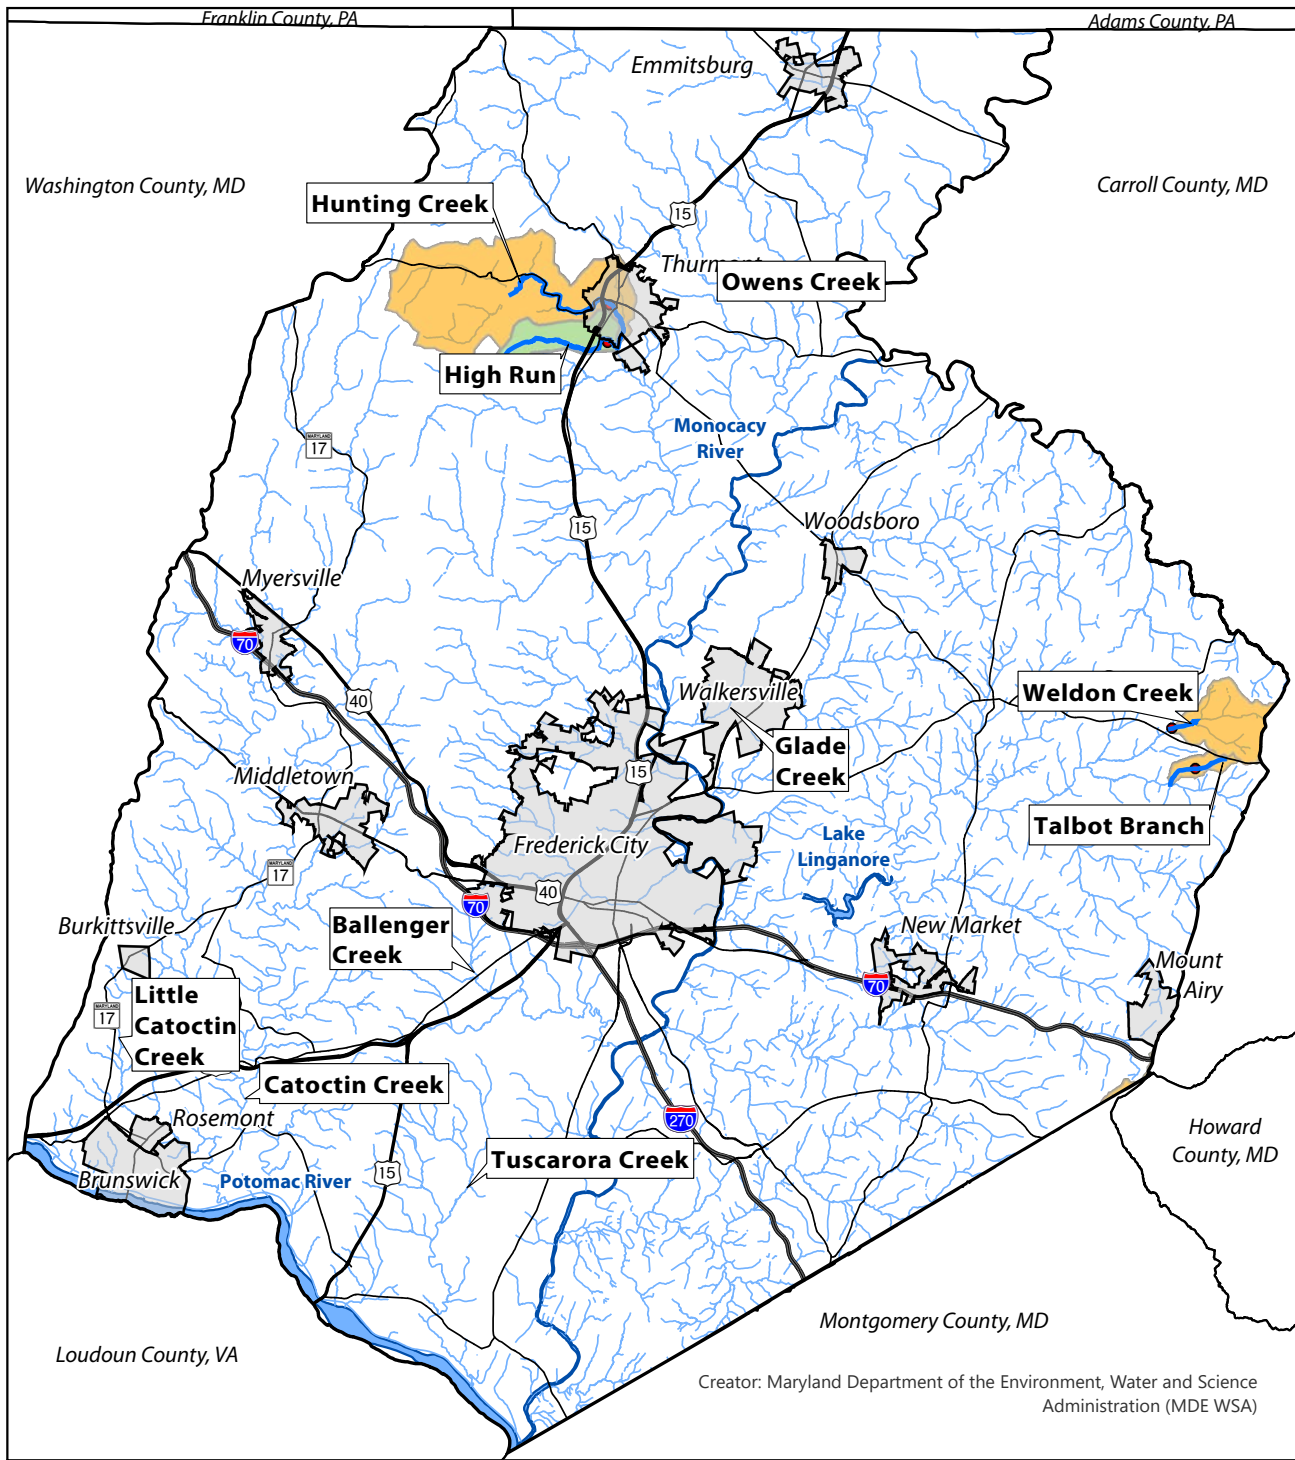 Franklin County, PA
Adams County, PA
Emmitsburg
Washington County, MD
Carroll County, MD
Hunting Creek
15
Thurmont
Owens Creek
High Run
Monocacy
River
MARYLAND
17
15
Woodsboro
Myersville
70
40
Walkersville
Weldon Creek
Glade
Creek
15
Middletown
Talbot Branch
Frederick City
Lake
Linganore
17
40
70
Ballenger
Creek
Burkittsville
New Market
Mount
Airy
70
Little
Catoctin
Creek
MARYLAND
17
Catoctin Creek
Rosemont
270
Howard
County, MD
Tuscarora Creek
15
Brunswick
Potomac River
Montgomery County, MD
Loudoun County, VA
Creator: Maryland Department of the Environment, Water and Science
Administration (MDE WSA)